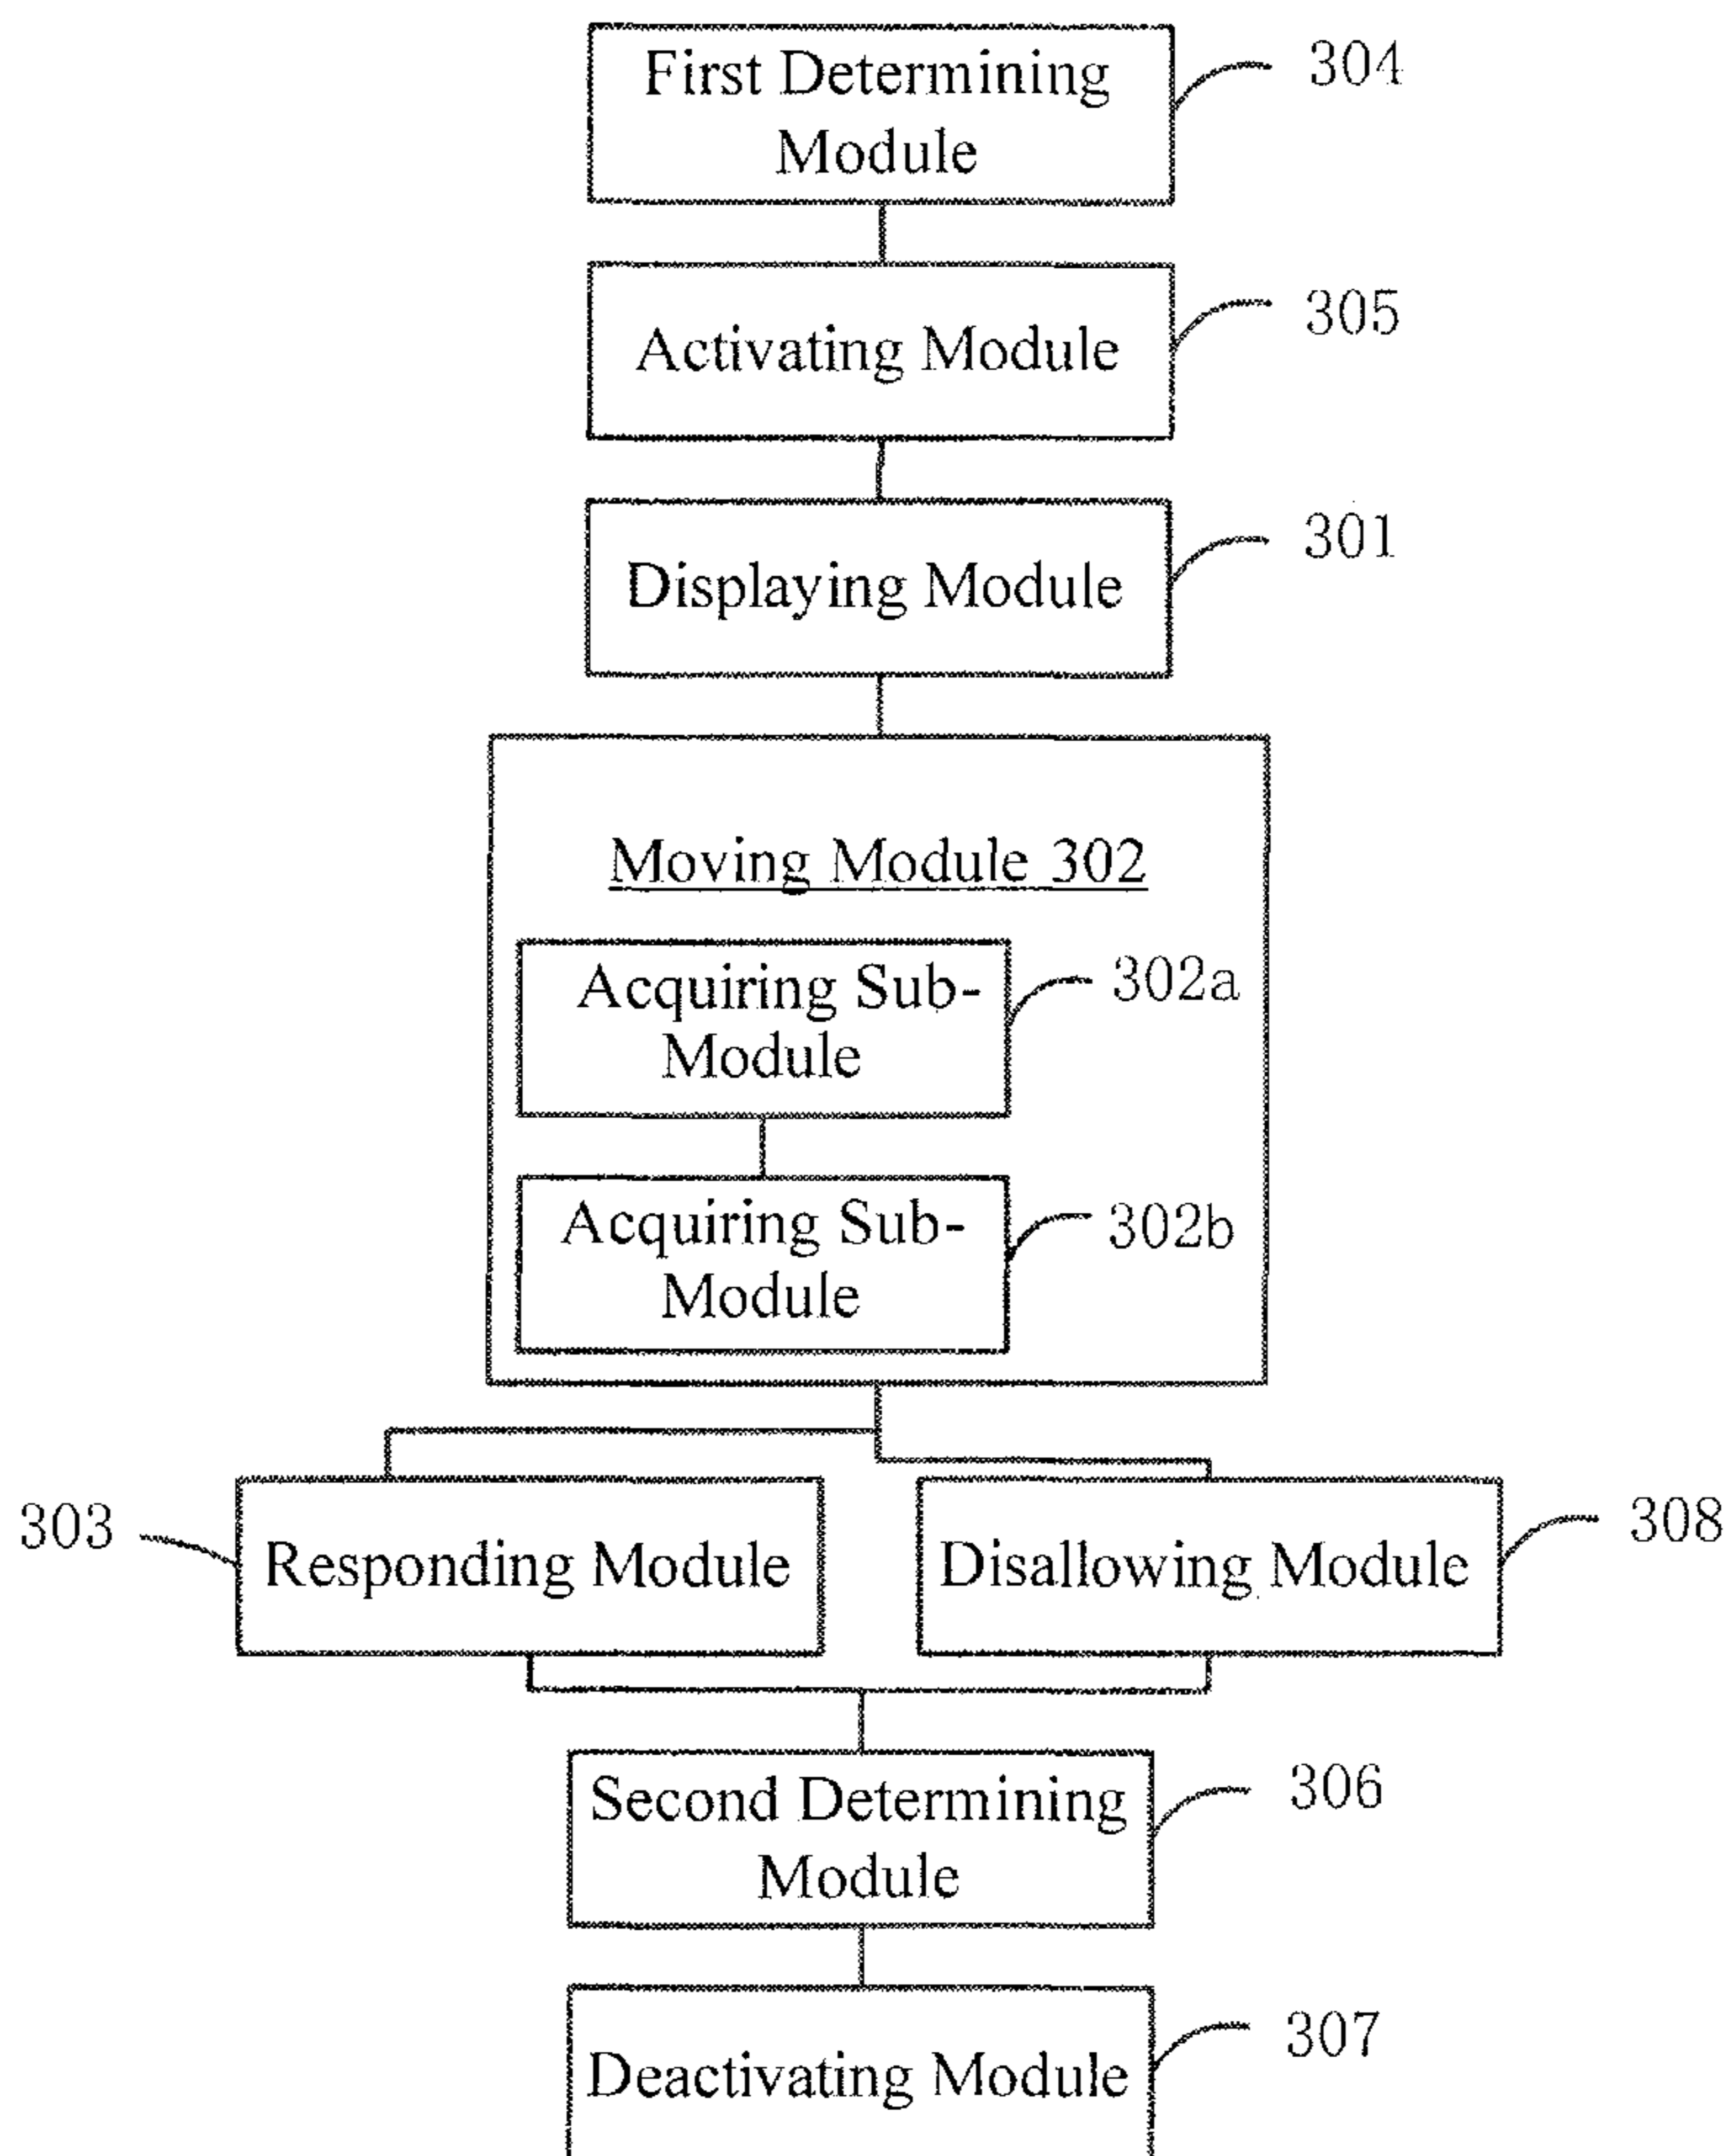 First Determining
Module
304
Activating Module
305
Displaying Module
301
Moving Module 302
Acquiring Sub-
Module
302a
Acquiring Sub-
Module
302b
303
Responding Module
Disallowing Module
308
Second Determining
Module
306
Deactivating Module
307